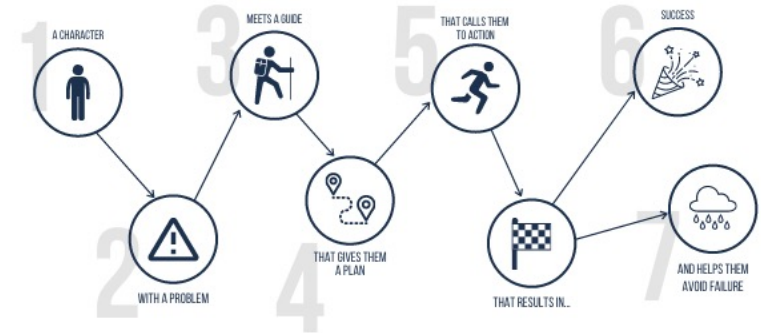 1
A CHARACTER
2
WITH A PROBLEM
3
MEETS A GUIDE
4
THAT GIVES THEM
A PLAN
5
THAT CALLS THEM
TO ACTION
THAT RESULTS IN...
6
SUCCESS
7
AND HELPS THEM
AVOID FAILURE